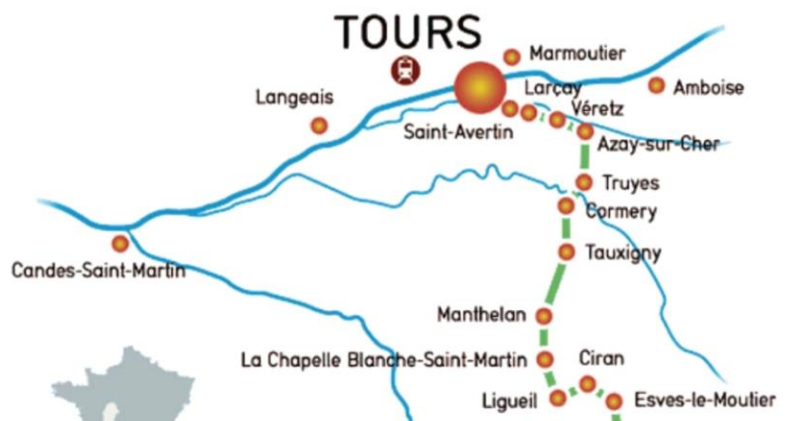 TOURS
Marmoutier
Amboise
Langeais
Larçay
Véretz
Saint-Avertin
Azay-sur-Cher
Truyes
Cormery
Candes-Saint-Martin
Tauxigny
Manthelan
La Chapelle Blanche-Saint-Martin
Ciran
Ligueil
Esves-le-Moutier